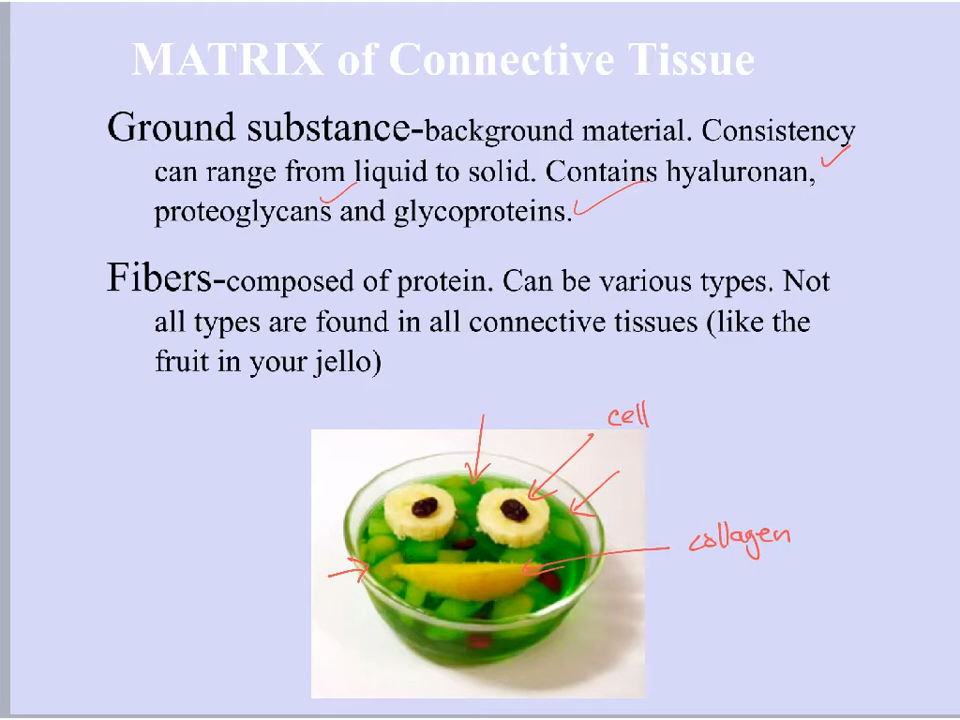 MATRIX of Connective Tissue
Ground substance-background material. Consistency
can range from liquid to solid. Contains hyaluronan,
proteoglycans and glycoproteins.
Fibers-composed of protein. Can be various types. Not
all types are found in all connective tissues (like the
fruit in your jello)
cell
collagen